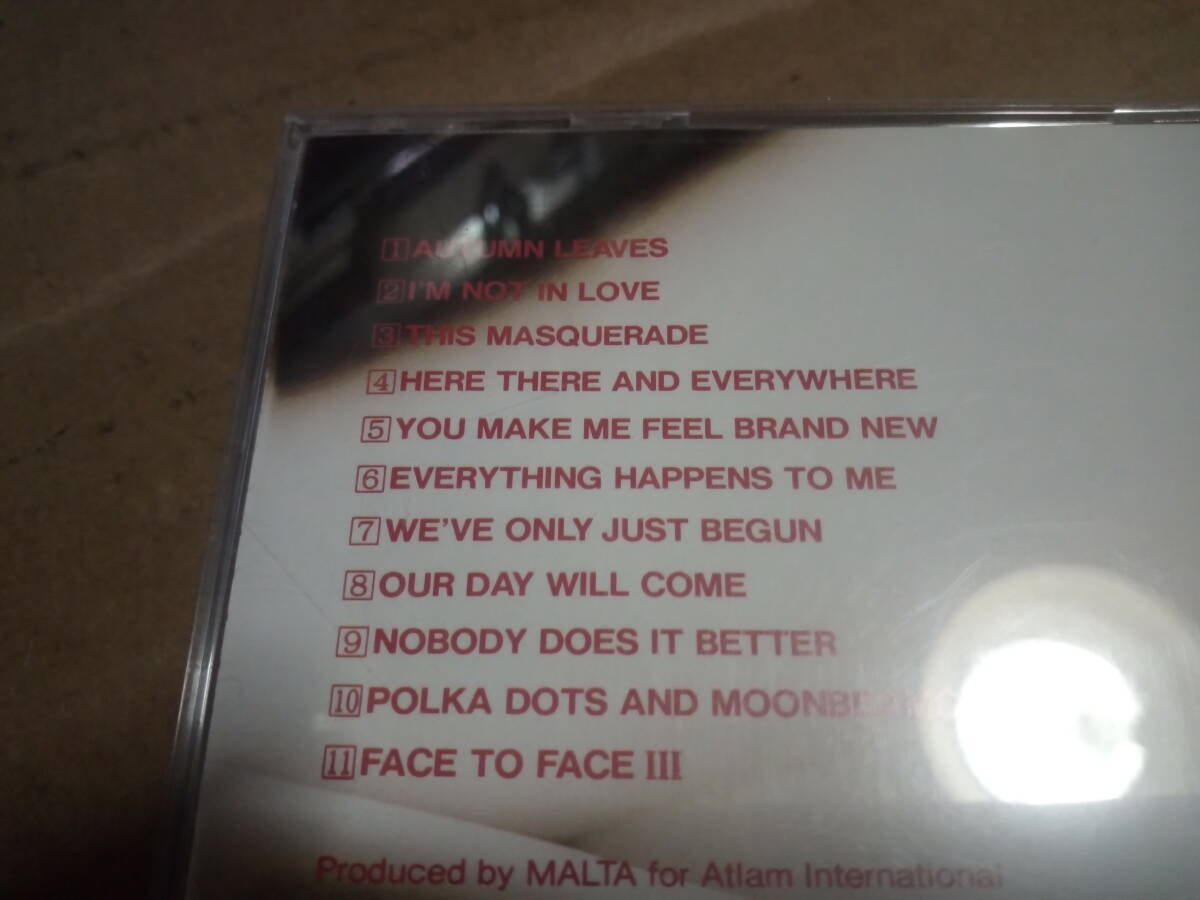 1 AUTUMN LEAVES
2 I'M NOT IN LOVE
3 THIS MASQUERADE
4 HERE THERE AND EVERYWHERE
5 YOU MAKE ME FEEL BRAND NEW
6 EVERYTHING HAPPENS TO ME
7 WE'VE ONLY JUST BEGUN
8 OUR DAY WILL COME
9 NOBODY DOES IT BETTER
10 POLKA DOTS AND MOONBEAMS
11 FACE TO FACE III
Produced by MALTA for Atlam International